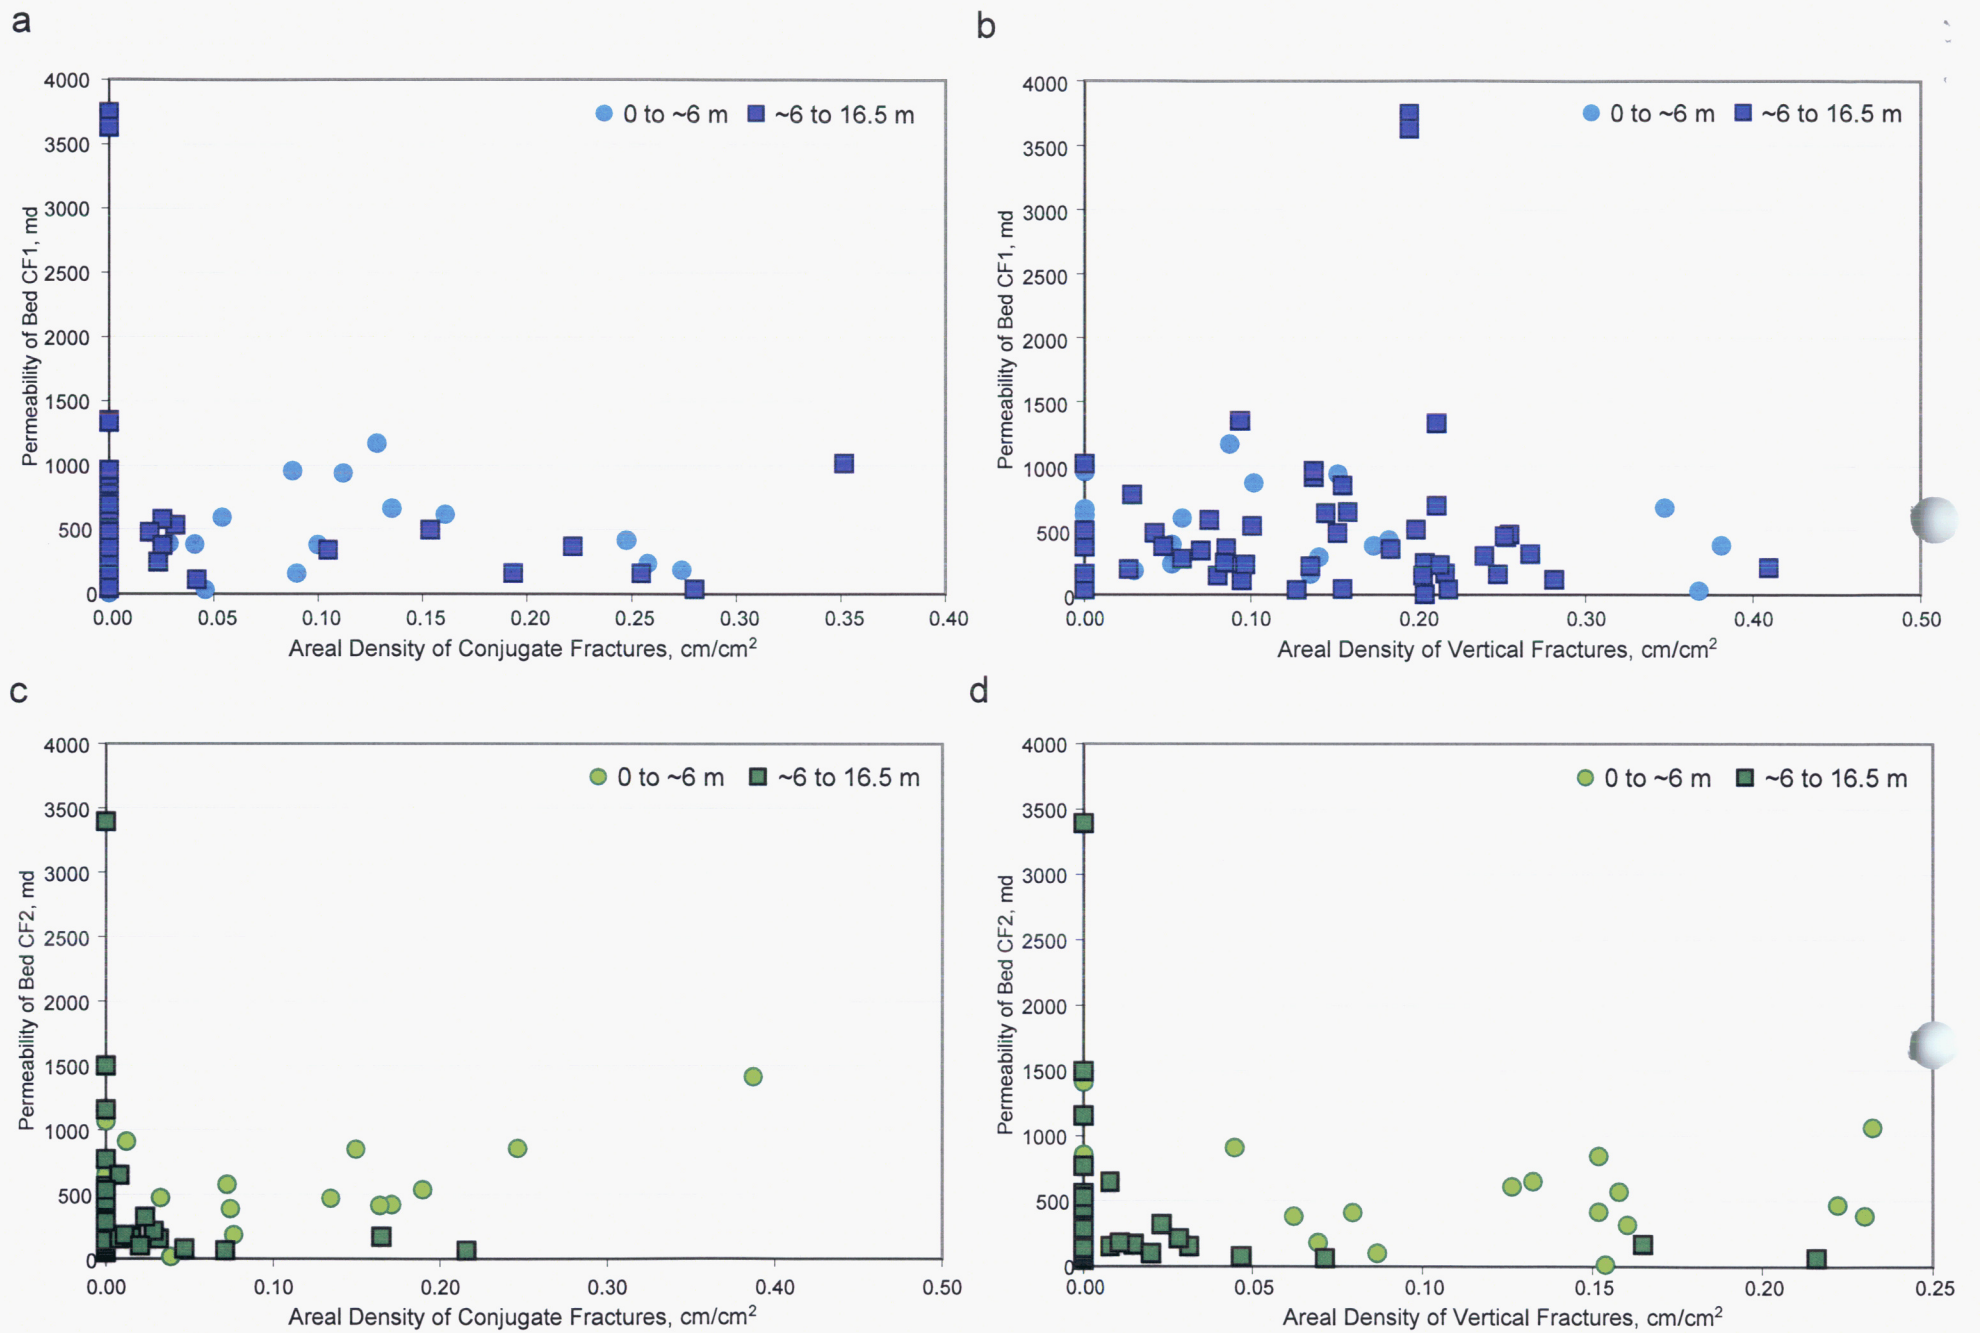 a
4000
3500
3000
2500
2000
1500
1000
500
0
Permeability of Bed CF1, md
0 to ~6 m
~6 to 16.5 m
0.00 0.05 0.10 0.15 0.20 0.25 0.30 0.35 0.40
Areal Density of Conjugate Fractures, cm/cm²
b
4000
3500
3000
2500
2000
1500
1000
500
0
Permeability of Bed CF1, md
0 to ~6 m
~6 to 16.5 m
0.00 0.10 0.20 0.30 0.40 0.50
Areal Density of Vertical Fractures, cm/cm²
c
4000
3500
3000
2500
2000
1500
1000
500
0
Permeability of Bed CF2, md
0 to ~6 m
~6 to 16.5 m
0.00 0.10 0.20 0.30 0.40 0.50
Areal Density of Conjugate Fractures, cm/cm²
d
4000
3500
3000
2500
2000
1500
1000
500
0
Permeability of Bed CF2, md
0 to ~6 m
~6 to 16.5 m
0.00 0.05 0.10 0.15 0.20 0.25
Areal Density of Vertical Fractures, cm/cm²